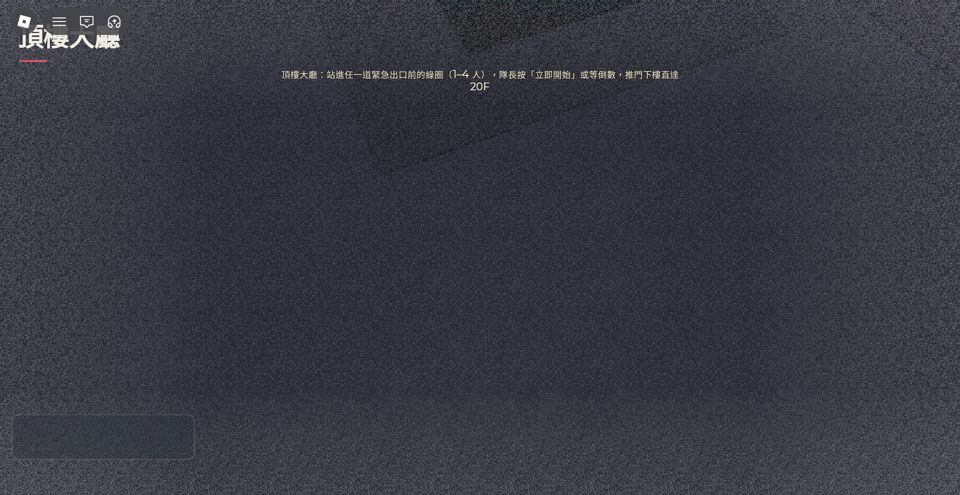 頂樓大廳
頂樓大廳：站進任一道緊急出口前的綠圈（1–4 人），隊長按「立即開始」或等倒數，推門下樓直達
20F